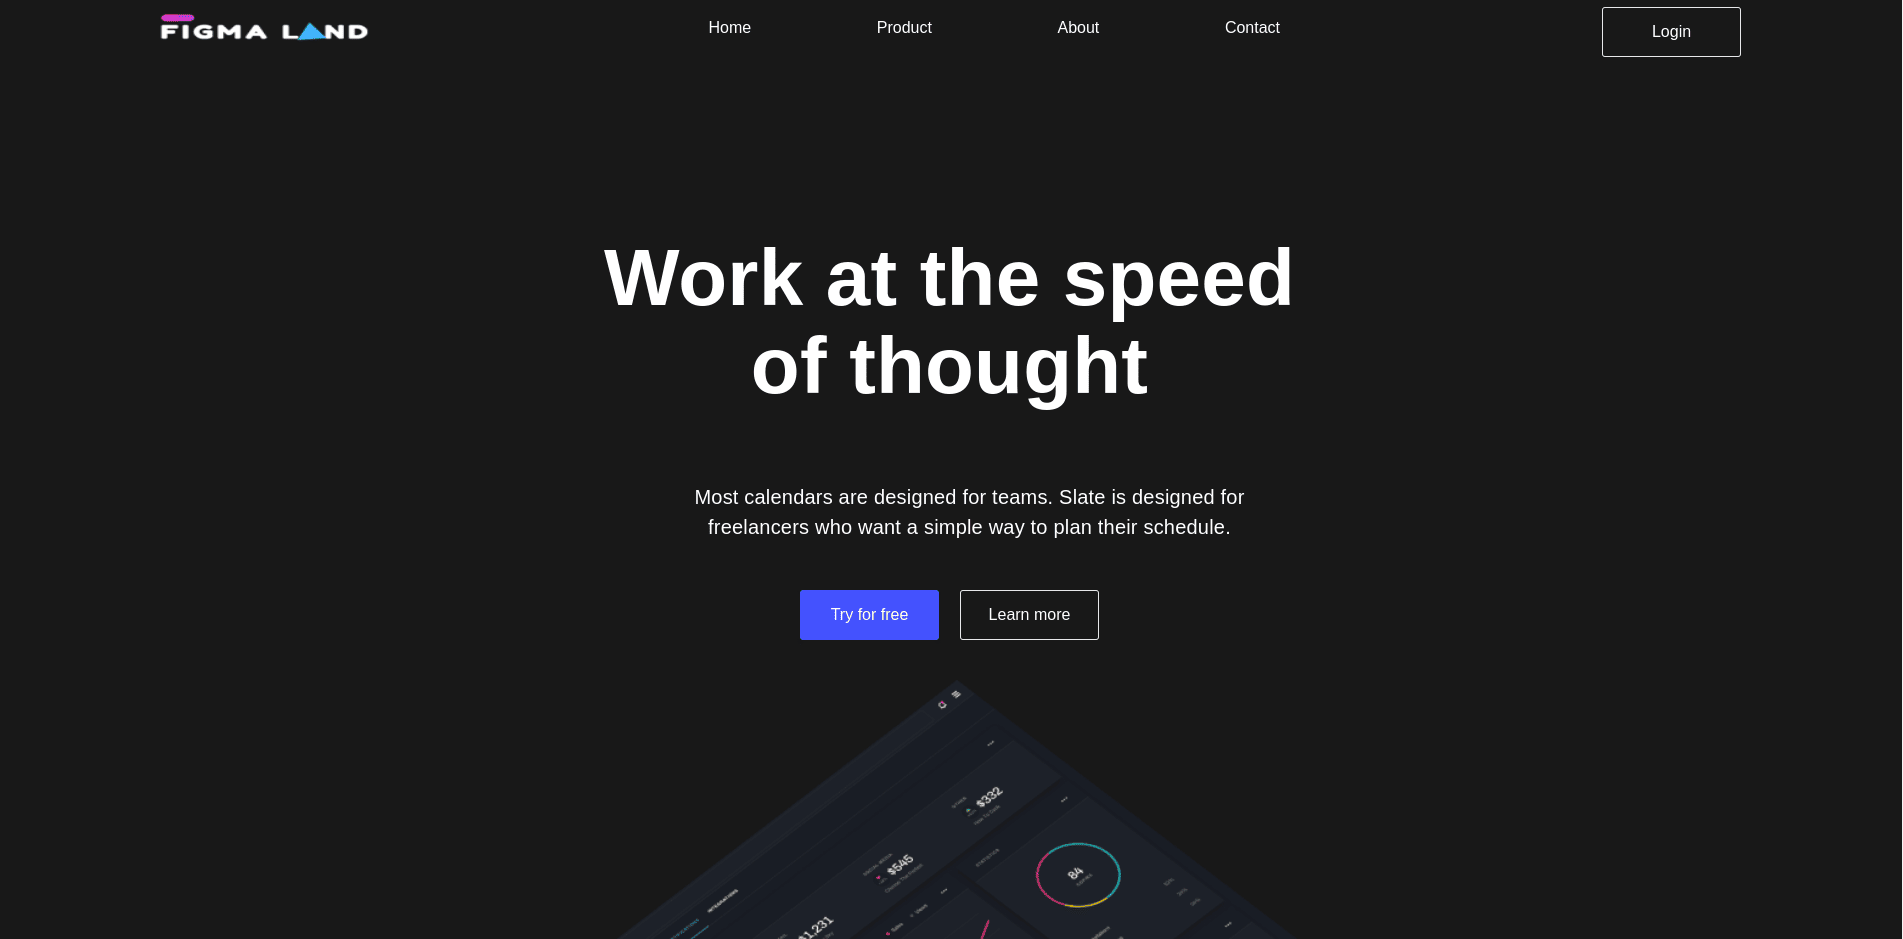 FIGMA LAND
Home
Product
About
Contact
Login
Work at the speed
of thought
Most calendars are designed for teams. Slate is designed for
freelancers who want a simple way to plan their schedule.
Try for free
Learn more
$332
$545
STATISTICS
84
$1,231
INTEGRATIONS